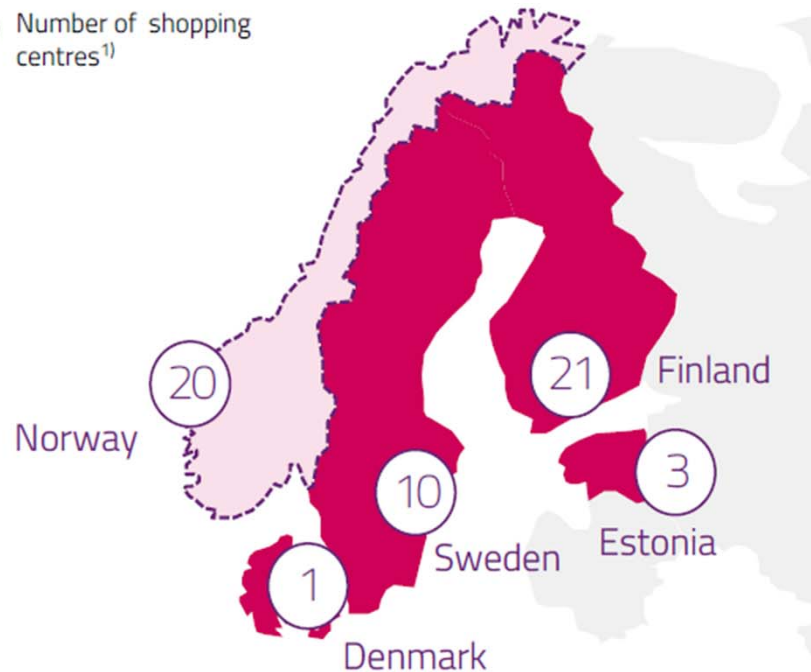 Number of shopping
centres1)
20
Norway
21
Finland
10
Sweden
3
Estonia
1
Denmark